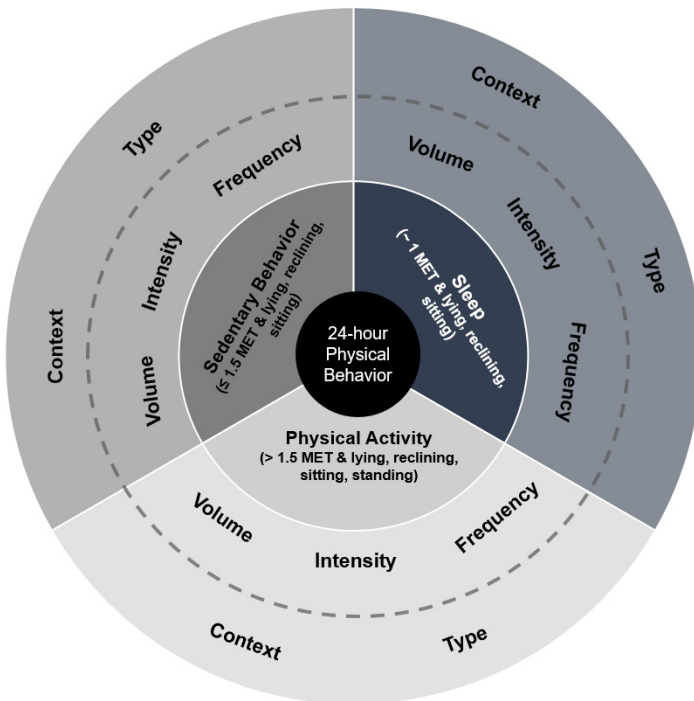 Context
Type
Type
Volume
Frequency
Intensity
Intensity
Frequency
Context
Volume
Sedentary Behavior
(≤ 1.5 MET & lying, reclining,
sitting)
Sleep
(~ 1 MET & lying, reclining,
sitting)
24-hour
Physical
Behavior
Physical Activity
(> 1.5 MET & lying, reclining,
sitting, standing)
Volume
Intensity
Frequency
Context
Type